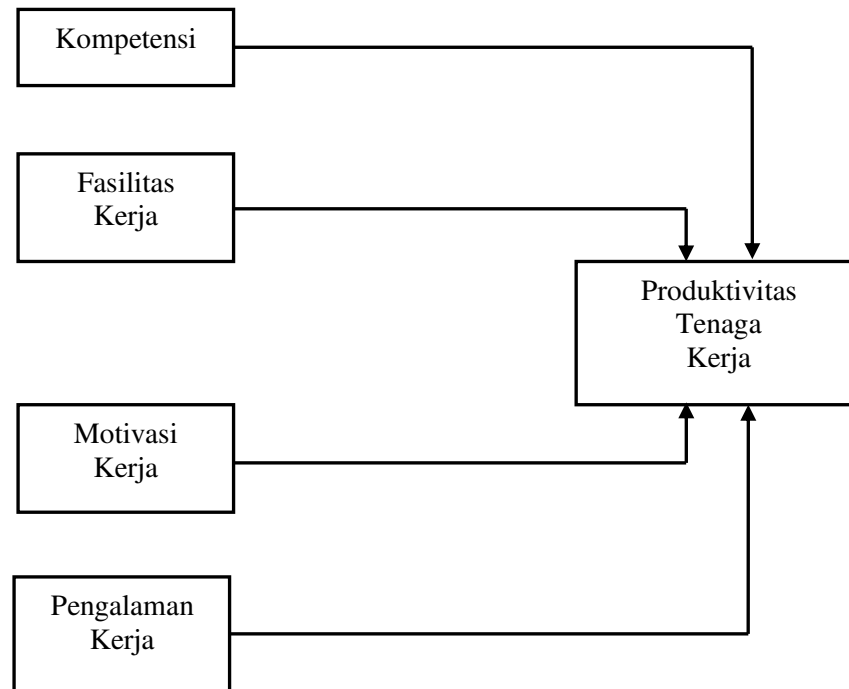 Kompetensi
Fasilitas
Kerja
Produktivitas
Tenaga
Kerja
Motivasi
Kerja
Pengalaman
Kerja